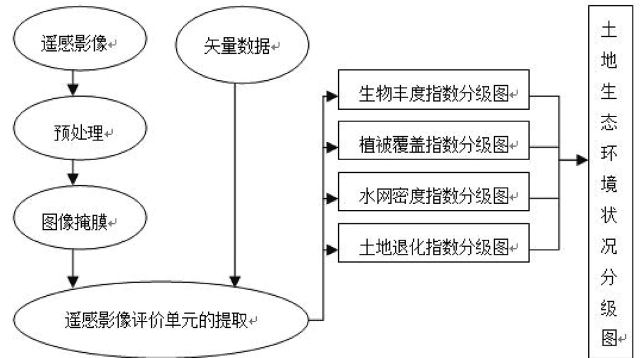 遥感影像
矢量数据
预处理
图像掩膜
遥感影像评价单元的提取
生物丰度指数分级图
植被覆盖指数分级图
水网密度指数分级图
土地退化指数分级图
土地生态环境状况分级图